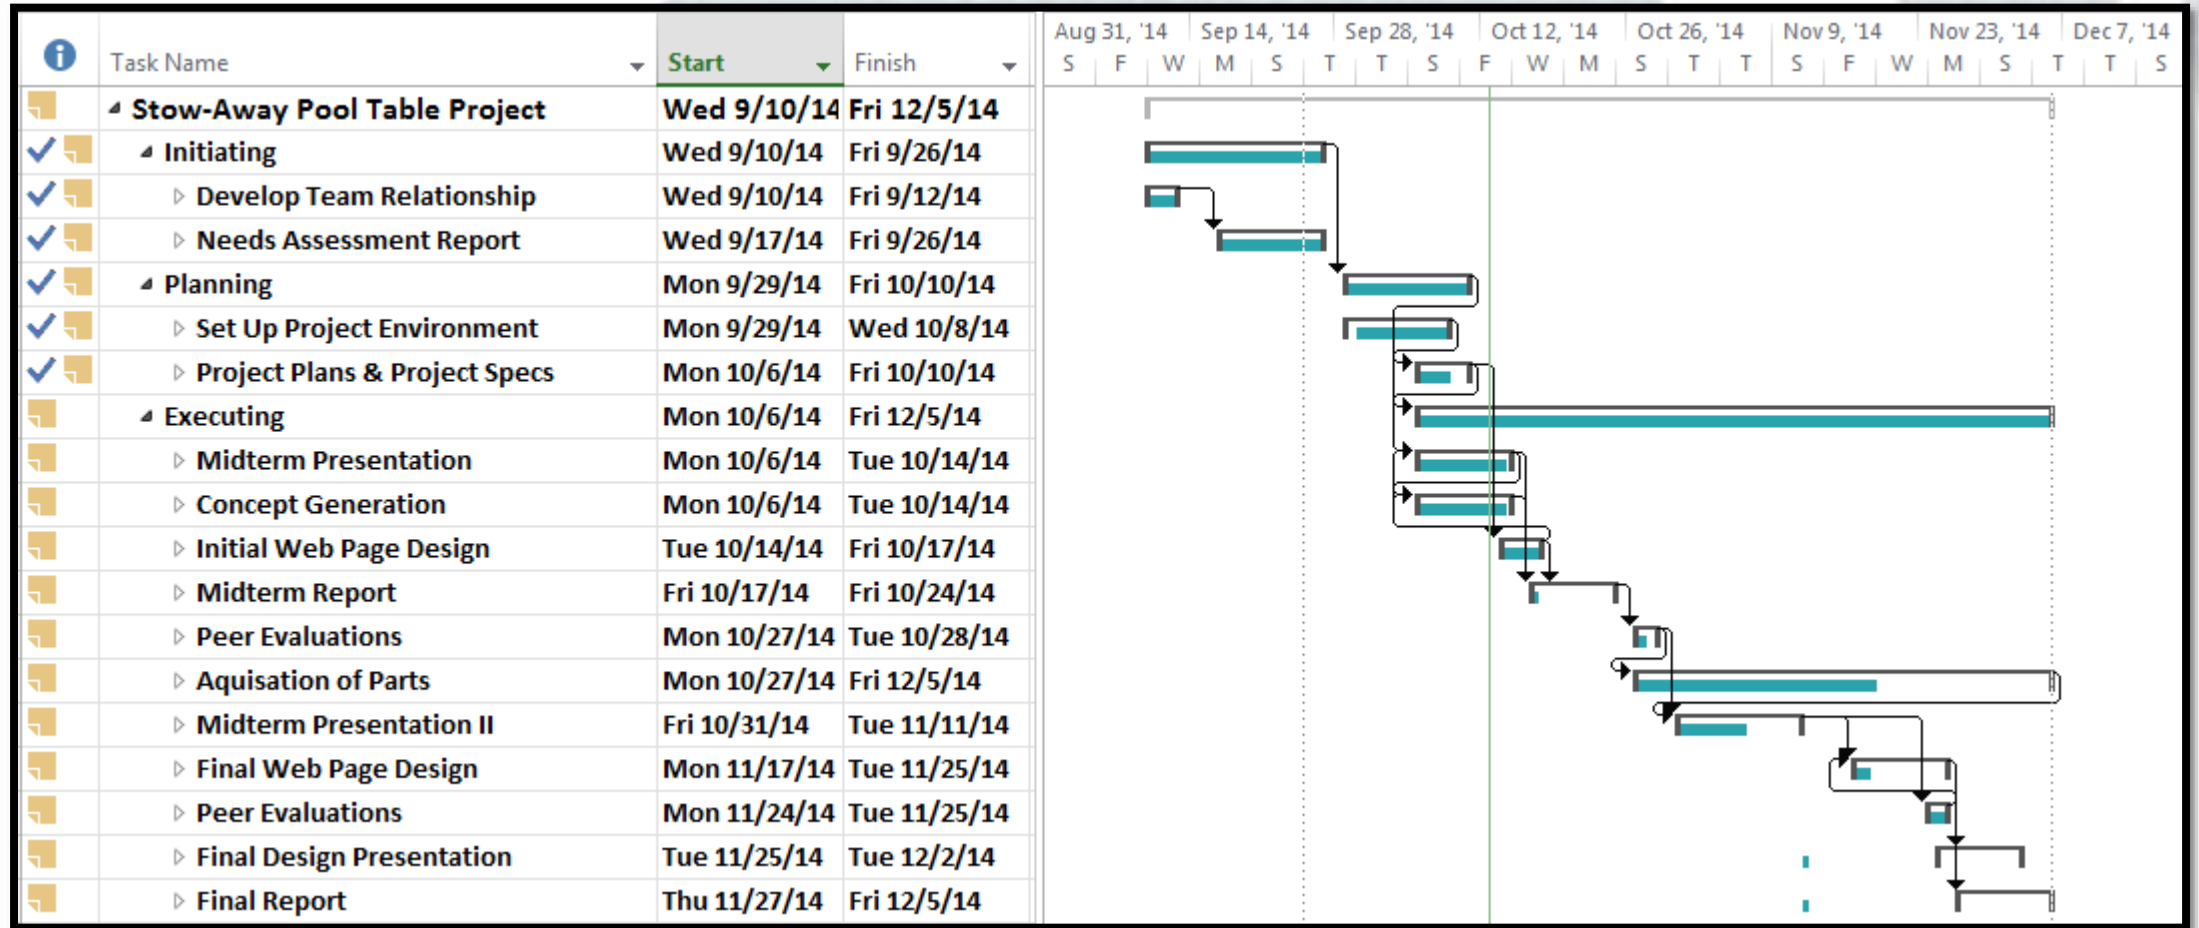 Aug 31, '14 Sep 14, '14 Sep 28, '14 Oct 12, '14 Oct 26, '14 Nov 9, '14 Nov 23, '14 Dec 7, '14
Task Name Start Finish S F W M S T T S F W M S T T S F W M S T T S
Stow-Away Pool Table Project Wed 9/10/14 Fri 12/5/14
Initiating Wed 9/10/14 Fri 9/26/14
Develop Team Relationship Wed 9/10/14 Fri 9/12/14
Needs Assessment Report Wed 9/17/14 Fri 9/26/14
Planning Mon 9/29/14 Fri 10/10/14
Set Up Project Environment Mon 9/29/14 Wed 10/8/14
Project Plans & Project Specs Mon 10/6/14 Fri 10/10/14
Executing Mon 10/6/14 Fri 12/5/14
Midterm Presentation Mon 10/6/14 Tue 10/14/14
Concept Generation Mon 10/6/14 Tue 10/14/14
Initial Web Page Design Tue 10/14/14 Fri 10/17/14
Midterm Report Fri 10/17/14 Fri 10/24/14
Peer Evaluations Mon 10/27/14 Tue 10/28/14
Aquisation of Parts Mon 10/27/14 Fri 12/5/14
Midterm Presentation II Fri 10/31/14 Tue 11/11/14
Final Web Page Design Mon 11/17/14 Tue 11/25/14
Peer Evaluations Mon 11/24/14 Tue 11/25/14
Final Design Presentation Tue 11/25/14 Tue 12/2/14
Final Report Thu 11/27/14 Fri 12/5/14